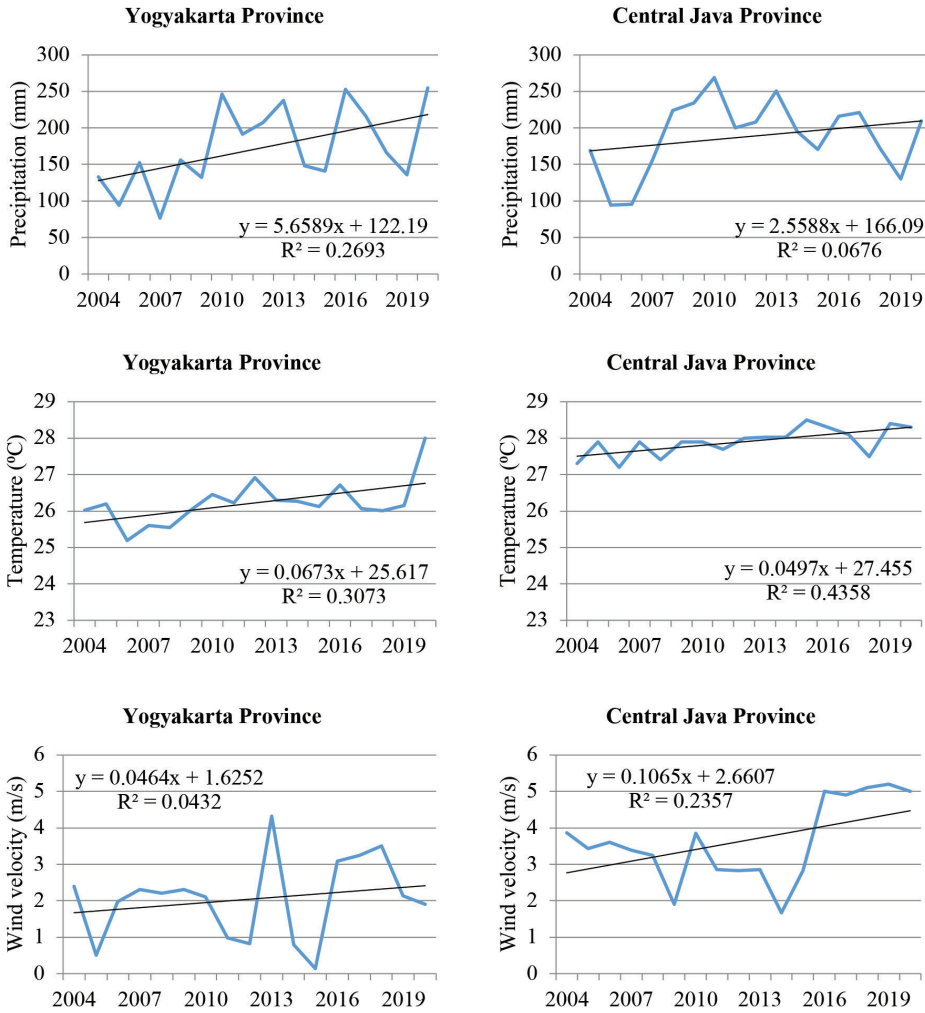 Yogyakarta Province
Precipitation (mm)
300
250
200
150
100
50
0
y = 5.6589x + 122.19
R² = 0.2693
2004 2007 2010 2013 2016 2019
Central Java Province
Precipitation (mm)
300
250
200
150
100
50
0
y = 2.5588x + 166.09
R² = 0.0676
2004 2007 2010 2013 2016 2019
Yogyakarta Province
Temperature (ºC)
29
28
27
26
25
24
23
y = 0.0673x + 25.617
R² = 0.3073
2004 2007 2010 2013 2016 2019
Central Java Province
Temperature (ºC)
29
28
27
26
25
24
23
y = 0.0497x + 27.455
R² = 0.4358
2004 2007 2010 2013 2016 2019
Yogyakarta Province
Wind velocity (m/s)
6
5
4
3
2
1
0
y = 0.0464x + 1.6252
R² = 0.0432
2004 2007 2010 2013 2016 2019
Central Java Province
Wind velocity (m/s)
6
5
4
3
2
1
0
y = 0.1065x + 2.6607
R² = 0.2357
2004 2007 2010 2013 2016 2019